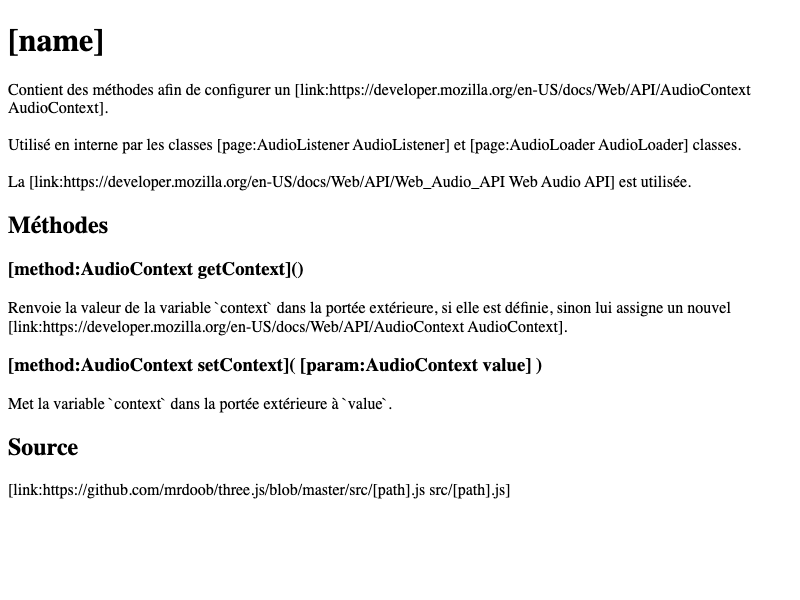 [name]
Contient des méthodes afin de configurer un [link:https://developer.mozilla.org/en-US/docs/Web/API/AudioContext
AudioContext].
Utilisé en interne par les classes [page:AudioListener AudioListener] et [page:AudioLoader AudioLoader] classes.
La [link:https://developer.mozilla.org/en-US/docs/Web/API/Web_Audio_API Web Audio API] est utilisée.
Méthodes
[method:AudioContext getContext]()
Renvoie la valeur de la variable `context` dans la portée extérieure, si elle est définie, sinon lui assigne un nouvel
[link:https://developer.mozilla.org/en-US/docs/Web/API/AudioContext AudioContext].
[method:AudioContext setContext]( [param:AudioContext value] )
Met la variable `context` dans la portée extérieure à `value`.
Source
[link:https://github.com/mrdoob/three.js/blob/master/src/[path].js src/[path].js]